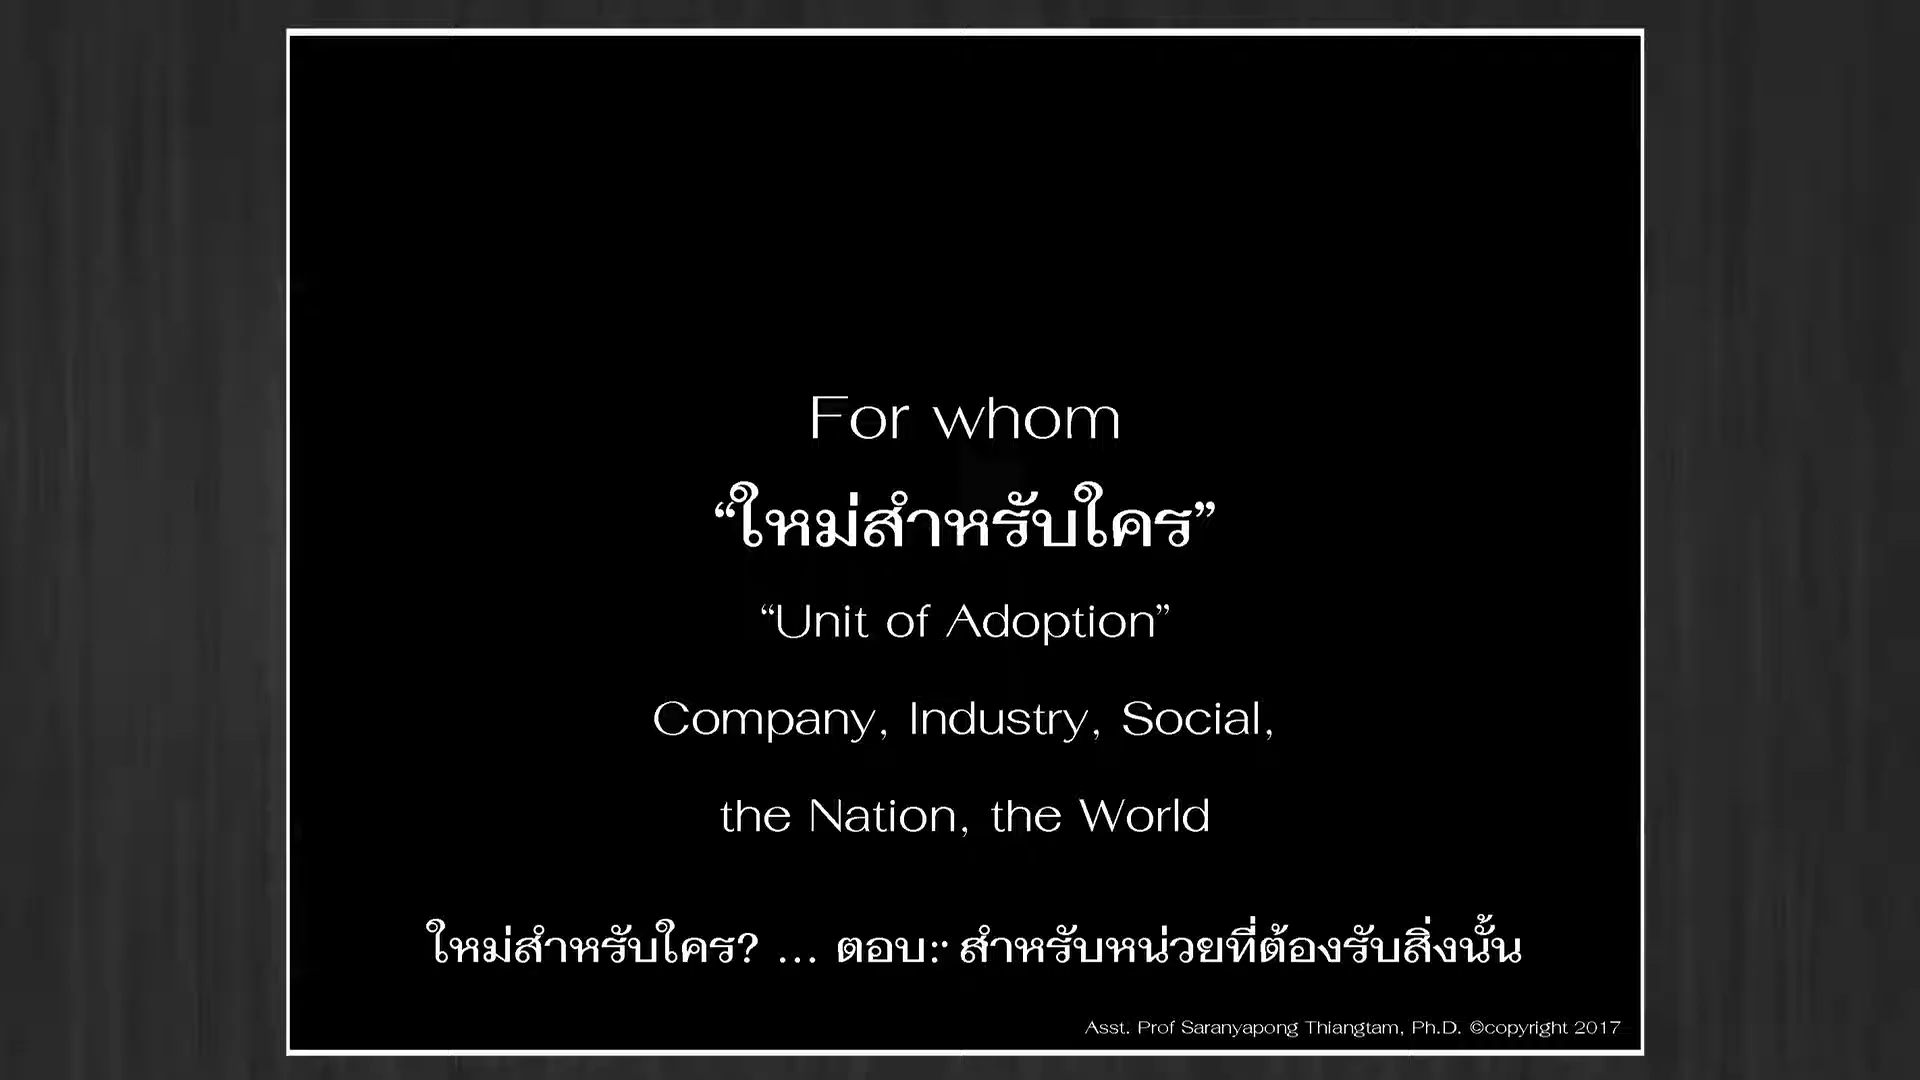 For whom
“ใหม่สำหรับใคร”
“Unit of Adoption”
Company, Industry, Social,
the Nation, the World
ใหม่สำหรับใคร? ... ตอบ:: สำหรับหน่วยที่ต้องรับสิ่งนั้น
Asst. Prof Saranyapong Thiangtam, Ph.D. ©copyright 2017